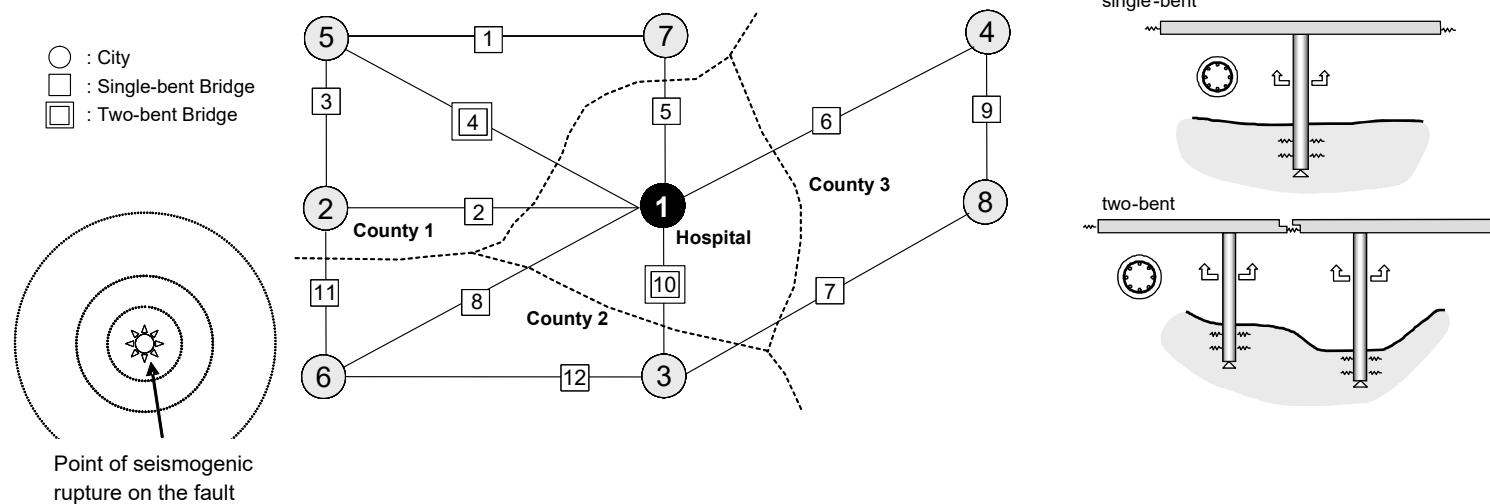 single-bent
5
1
7
4
: City
: Single-bent Bridge
: Two-bent Bridge
3
4
5
6
9
2
2
1
8
County 1
County 3
Hospital
11
8
10
7
County 2
6
12
3
two-bent
Point of seismogenic
rupture on the fault